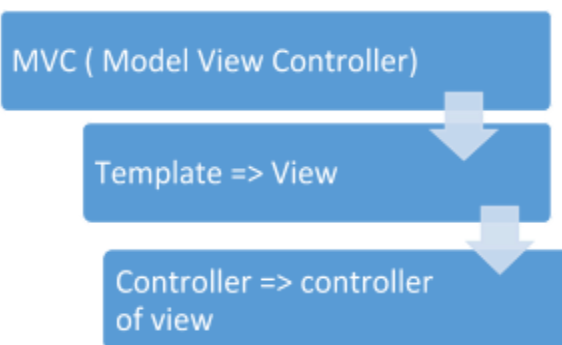 MVC ( Model View Controller)
Template => View
Controller => controller
of view